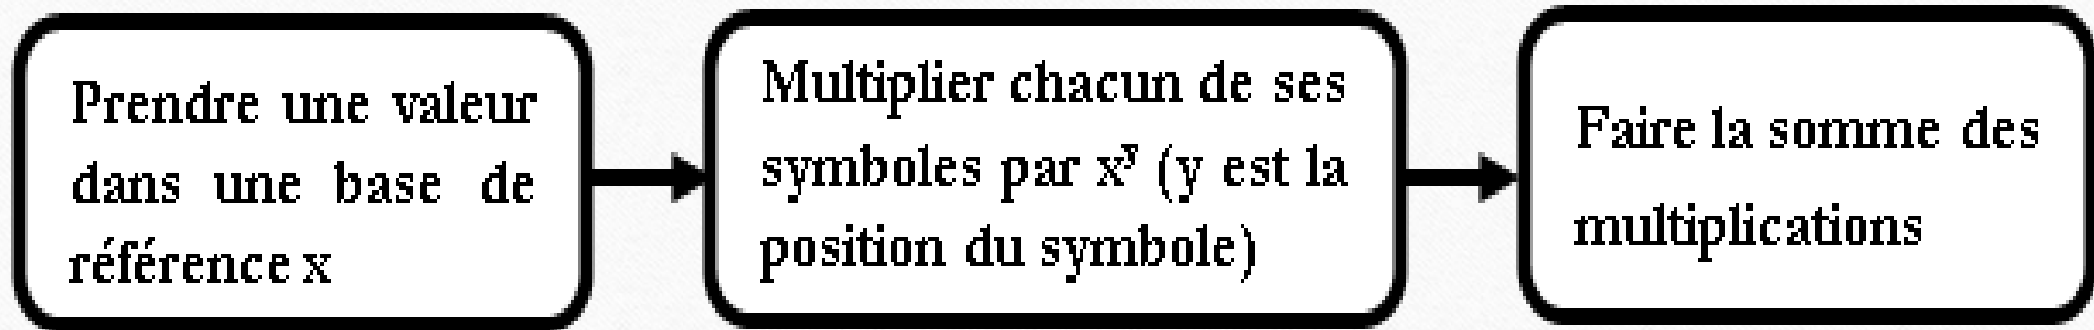 Prendre une valeur
dans une base de
référence x
Multiplier chacun de ses
symboles par xʸ (y est la
position du symbole)
Faire la somme des
multiplications